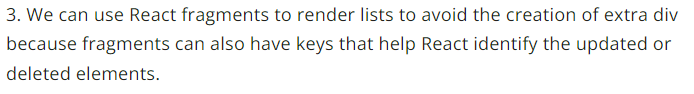 3. We can use React fragments to render lists to avoid the creation of extra div
because fragments can also have keys that help React identify the updated or
deleted elements.